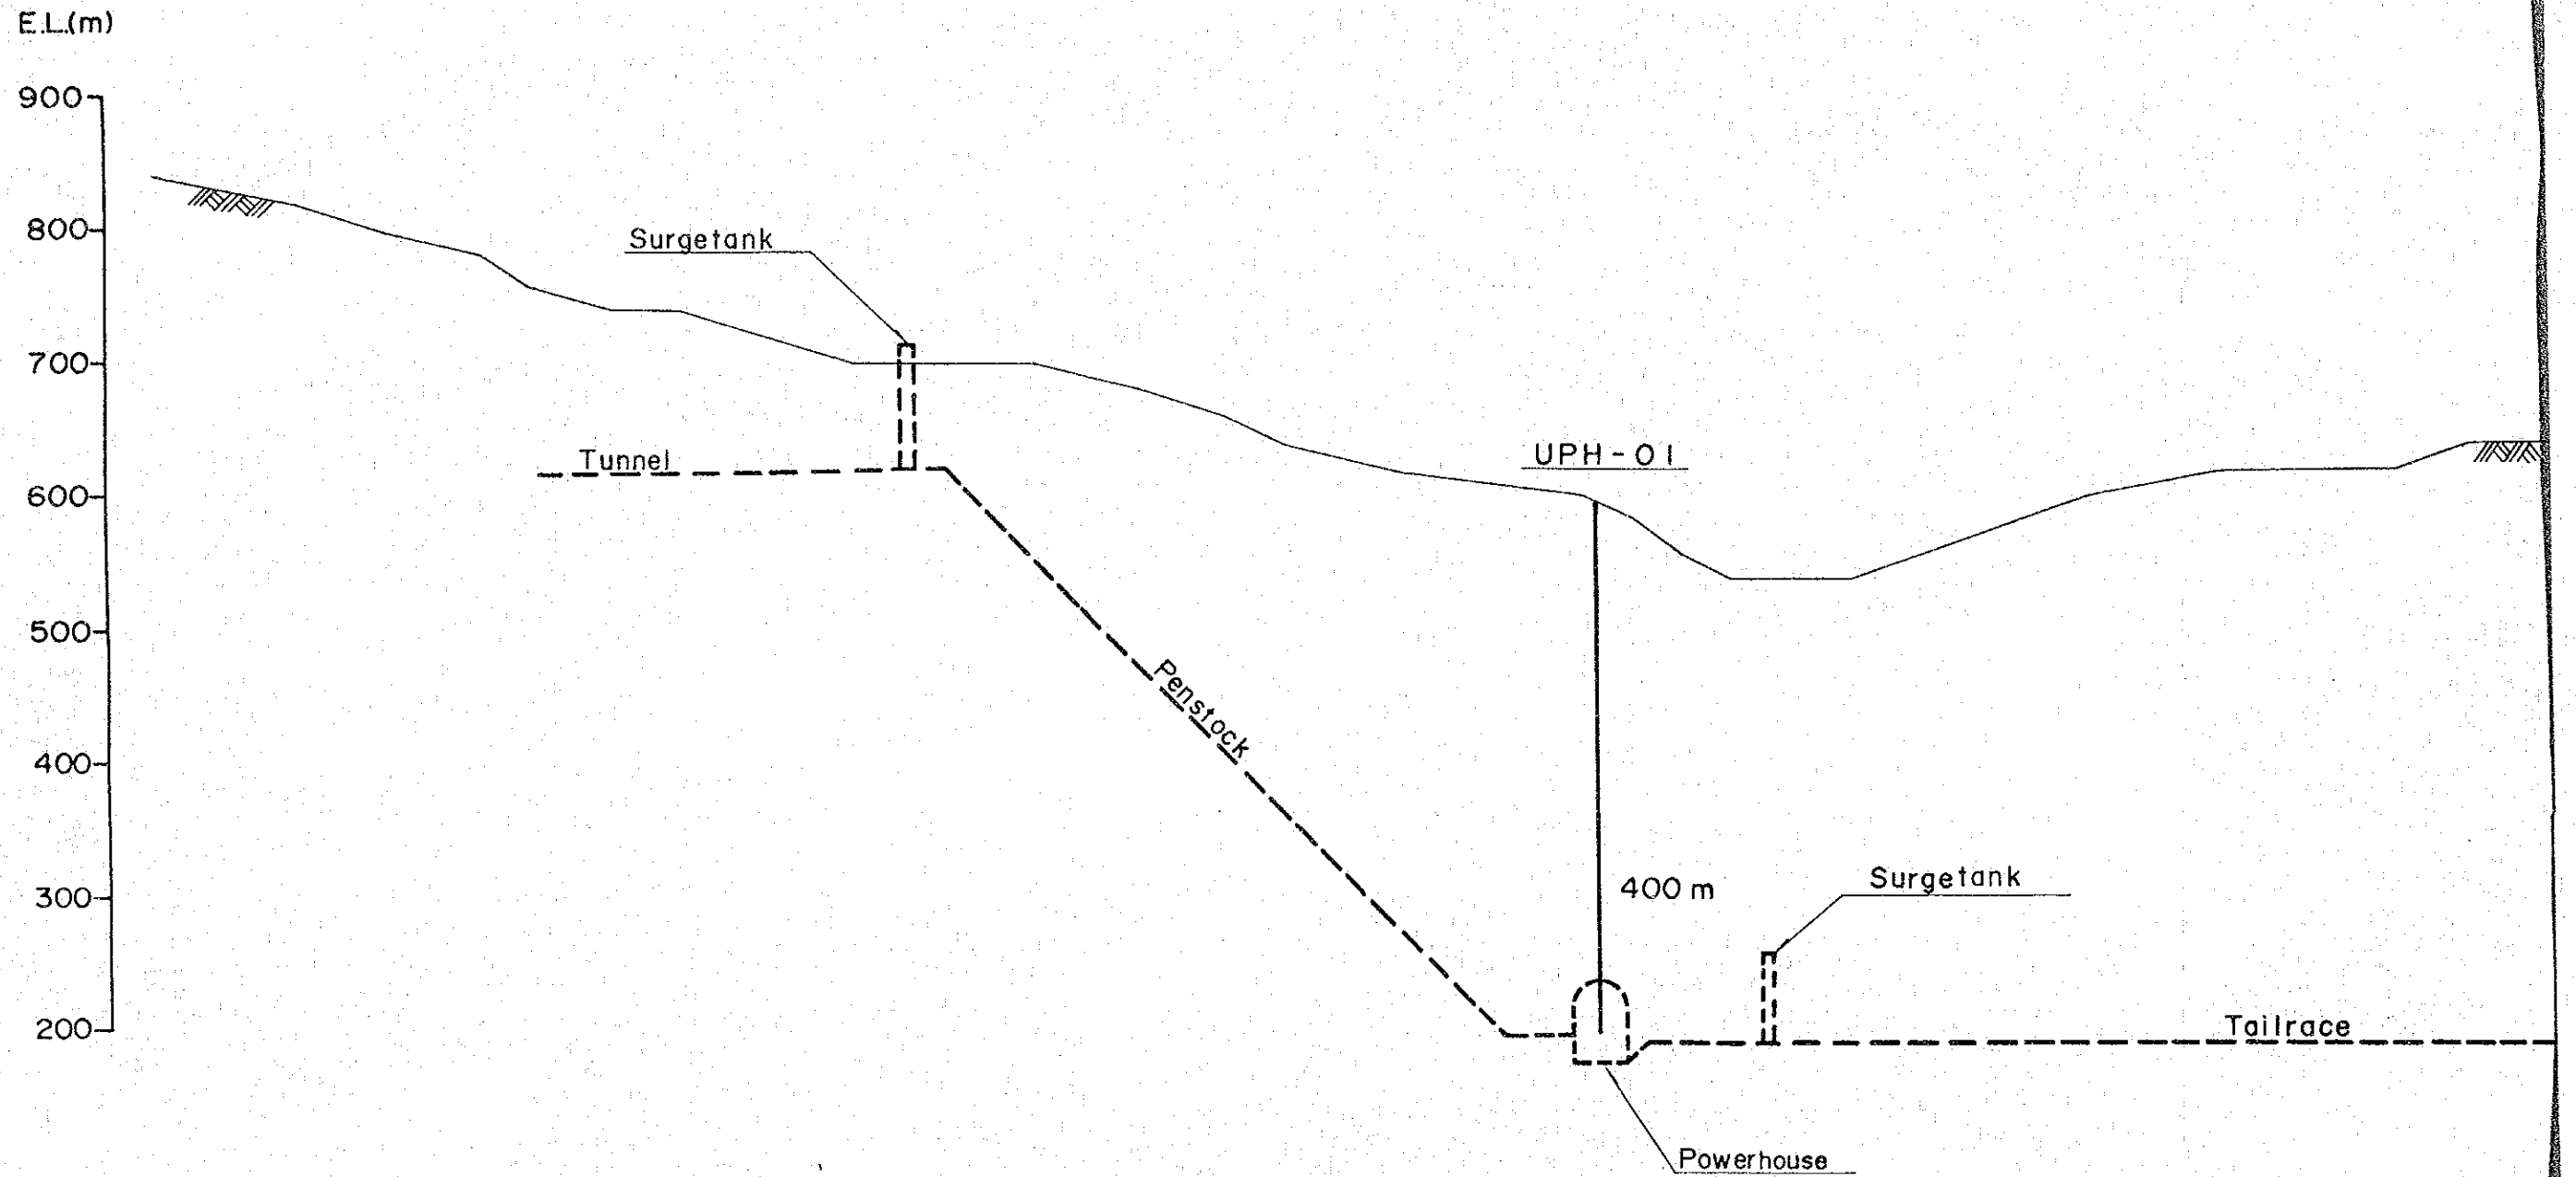 E.L.(m)
900
800
Surgetank
700
Tunnel
UPH-01
600
500
Penstock
400
300
400 m
Surgetank
200
Tailrace
Powerhouse